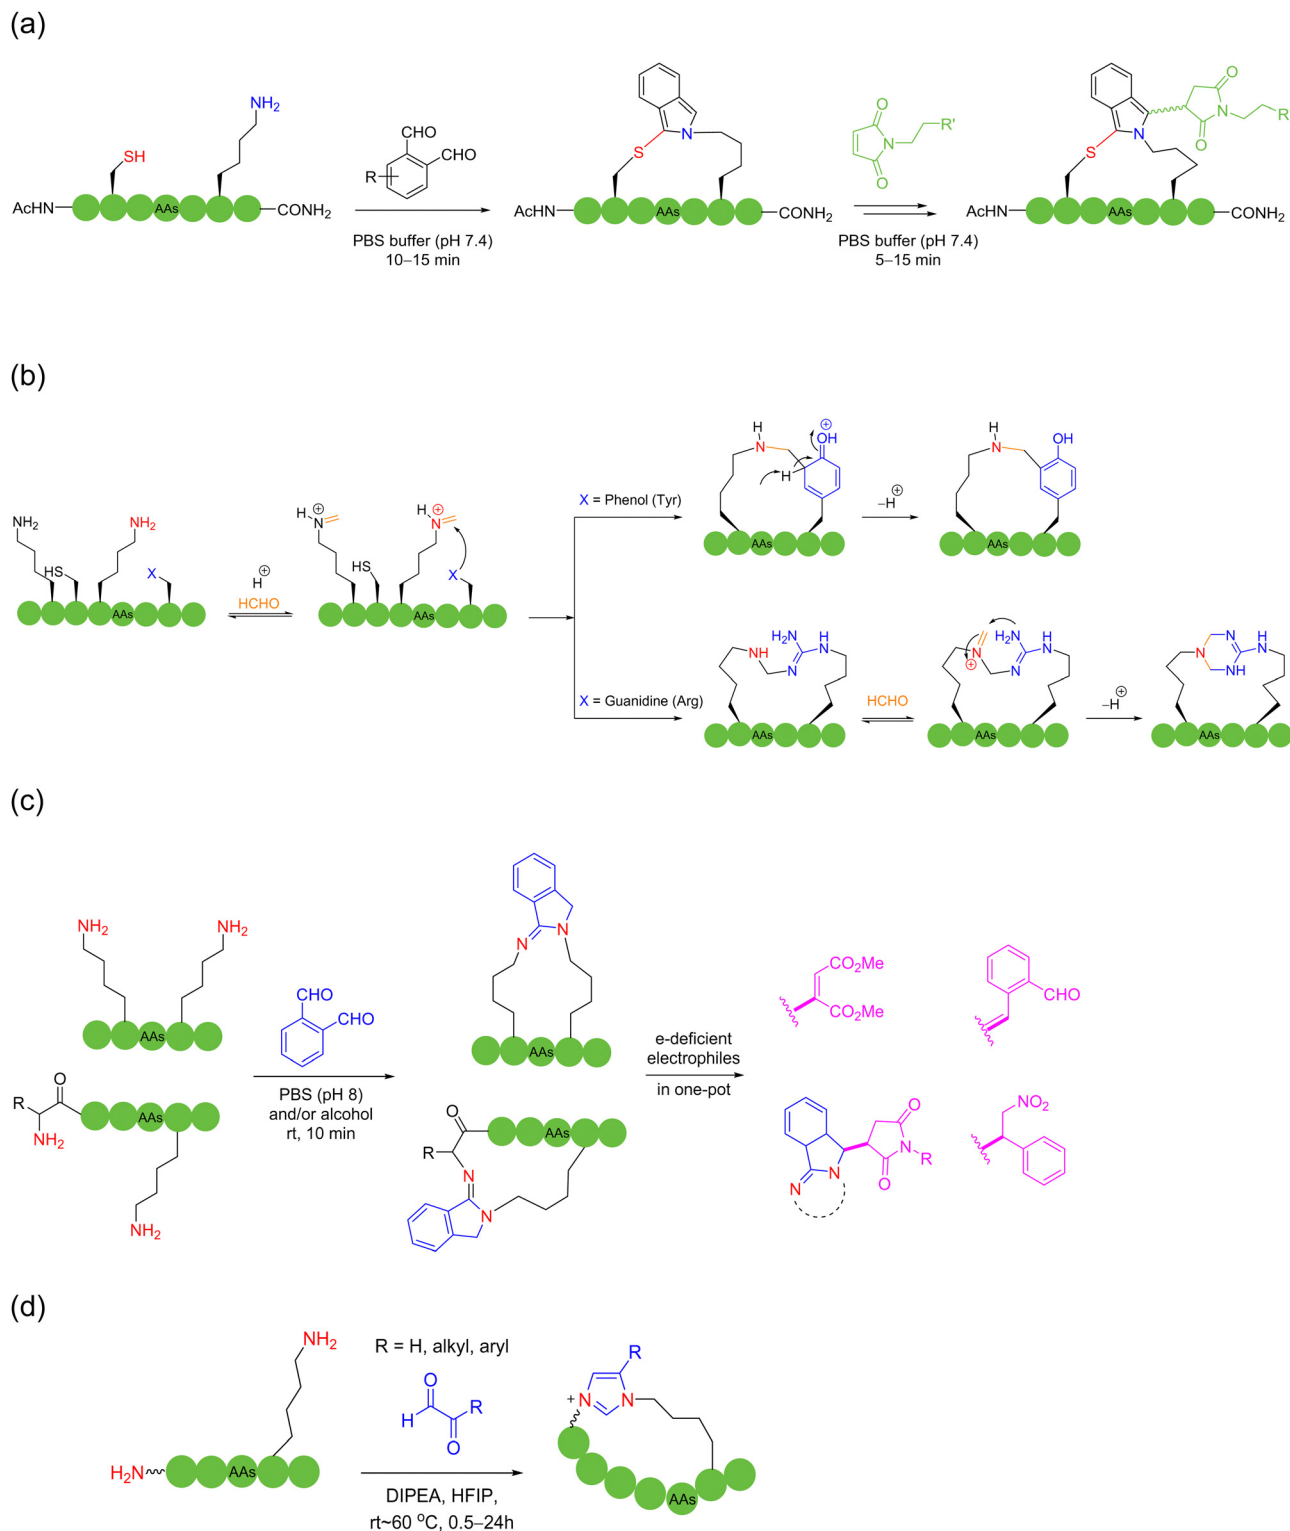 (a)
NH₂
SH
AcHN
AAs
CONH₂
CHO
CHO
R
PBS buffer (pH 7.4)
10–15 min
S
N
AcHN
AAs
CONH₂
O
N
O
R'
PBS buffer (pH 7.4)
5–15 min
S
N
O
N
O
R
AcHN
AAs
CONH₂
(b)
NH₂
NH₂
HS
X
AAs
H⊕
HCHO
H
⊕
N
⊕
H
N
HS
X
AAs
X = Phenol (Tyr)
H
N
H
⊕
OH
AAs
–H⊕
H
N
OH
AAs
X = Guanidine (Arg)
NH
H₂N
N
H
N
AAs
HCHO
N
⊕
H₂N
N
H
N
AAs
–H⊕
N
N
NH
H
N
AAs
(c)
NH₂
NH₂
AAs
O
R
NH₂
AAs
NH₂
CHO
CHO
PBS (pH 8)
and/or alcohol
rt, 10 min
N
N
AAs
O
R
N
N
AAs
e-deficient
electrophiles
in one-pot
CO₂Me
CO₂Me
CHO
N
N
O
N
R
O
NO₂
(d)
NH₂
H₂N
AAs
R = H, alkyl, aryl
O
H
R
O
DIPEA, HFIP,
rt~60 °C, 0.5–24h
R
+
N
N
AAs